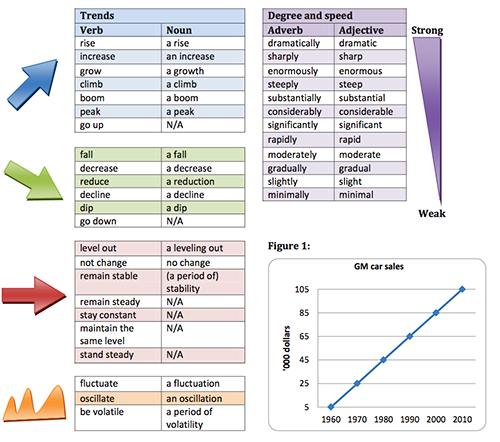 Trends
Verb Noun
rise a rise
increase an increase
grow a growth
climb a climb
boom a boom
peak a peak
go up N/A
fall a fall
decrease a decrease
reduce a reduction
decline a decline
dip a dip
go down N/A
level out a leveling out
not change no change
remain stable (a period of)
stability
remain steady N/A
stay constant N/A
maintain the N/A
same level
stand steady N/A
fluctuate a fluctuation
oscillate an oscillation
be volatile a period of
volatility
Degree and speed
Adverb Adjective
dramatically dramatic
sharply sharp
enormously enormous
steeply steep
substantially substantial
considerably considerable
significantly significant
rapidly rapid
moderately moderate
gradually gradual
slightly slight
minimally minimal
Strong
Weak
Figure 1:
GM car sales
'000 dollars
105
85
65
45
25
5
1960 1970 1980 1990 2000 2010